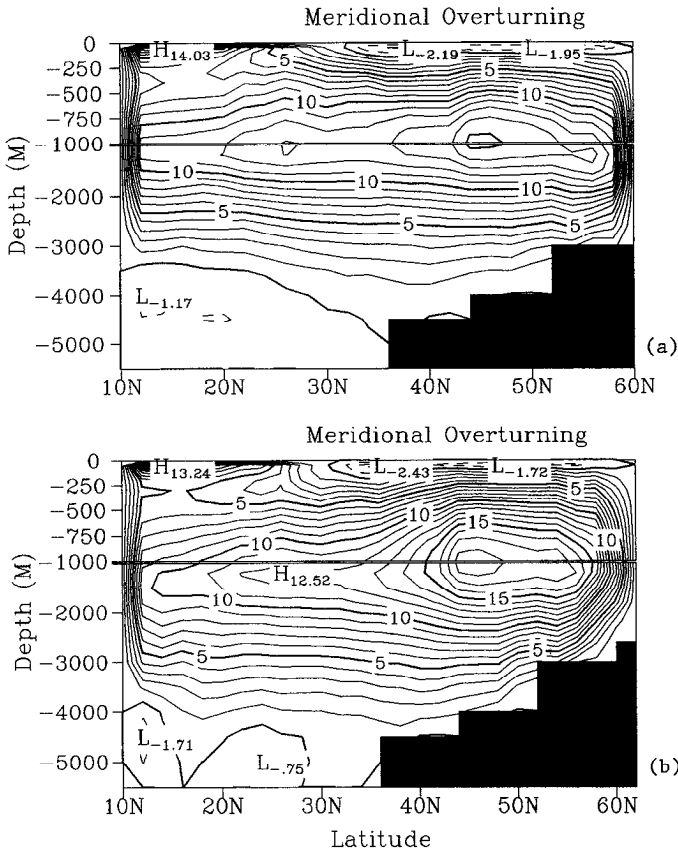 Meridional Overturning
0
-250
-500
-750
-1000
-2000
-3000
-4000
-5000
Depth (M)
H14.03
L-2.19
L-1.95
5
5
10
10
10
10
5
5
5
L-1.17
10N
20N
30N
40N
50N
60N
(a)
Meridional Overturning
0
-250
-500
-750
-1000
-2000
-3000
-4000
-5000
Depth (M)
H13.24
L-2.43
L-1.72
5
5
10
15
10
10
H12.52
10
10
15
5
5
5
L-1.71
L-.75
10N
20N
30N
40N
50N
60N
Latitude
(b)